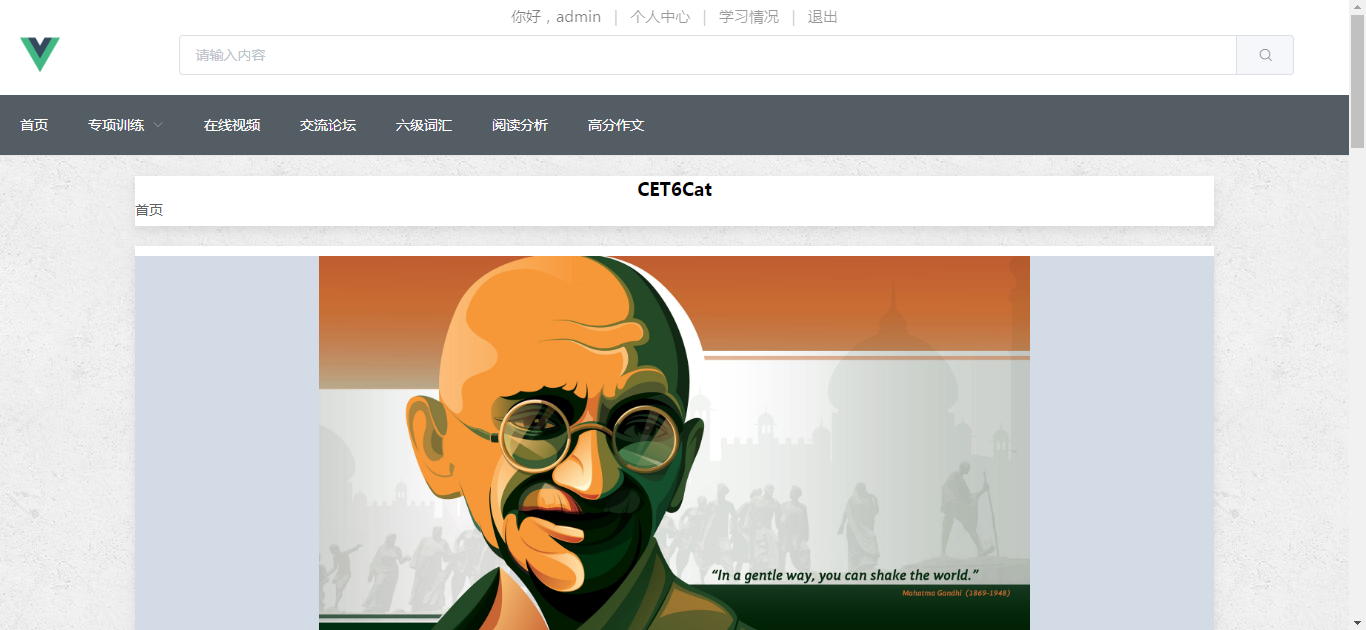 你好，admin | 个人中心 | 学习情况 | 退出
请输入内容
首页 专项训练 在线视频 交流论坛 六级词汇 阅读分析 高分作文
CET6Cat
首页
“In a gentle way, you can shake the world.”
Mahatma Gandhi (1869-1948)